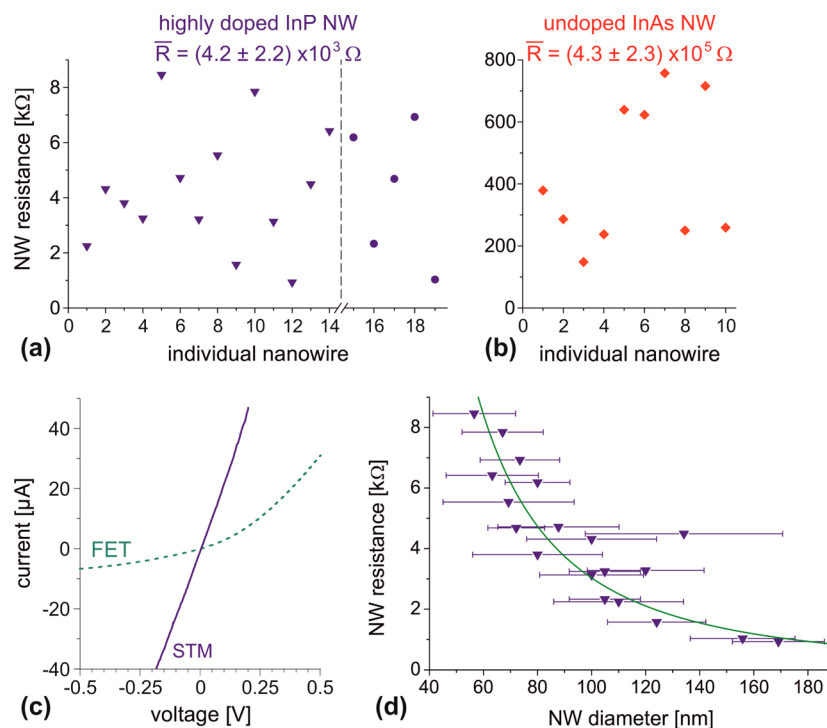 highly doped InP NW
R̅ = (4.2 ± 2.2) x10³ Ω
NW resistance [kΩ]
8
6
4
2
0
0 2 4 6 8 10 12 14 16 18
individual nanowire
(a)
undoped InAs NW
R̅ = (4.3 ± 2.3) x10⁵ Ω
800
600
400
200
0
0 2 4 6 8 10
individual nanowire
(b)
current [µA]
40
20
0
-20
-40
FET
STM
-0.5 -0.25 0 0.25 0.5
voltage [V]
(c)
NW resistance [kΩ]
8
6
4
2
0
40 60 80 100 120 140 160 180
NW diameter [nm]
(d)